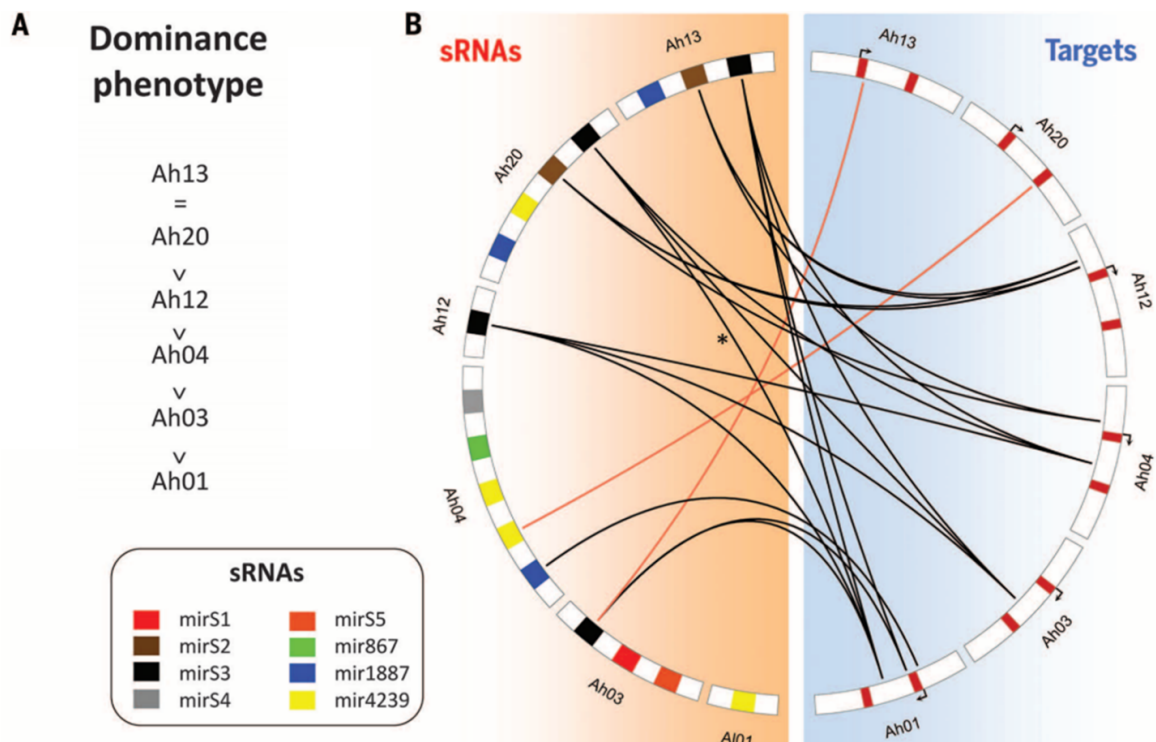 A
Dominance
phenotype
Ah13
=
Ah20
v
Ah12
v
Ah04
v
Ah03
v
Ah01
sRNAs
mirS1
mirS2
mirS3
mirS4
mirS5
mir867
mir1887
mir4239
B
sRNAs
Targets
Ah13
Ah20
Ah12
Ah04
Ah03
Al01
*
Ah13
Ah20
Ah12
Ah04
Ah03
Ah01